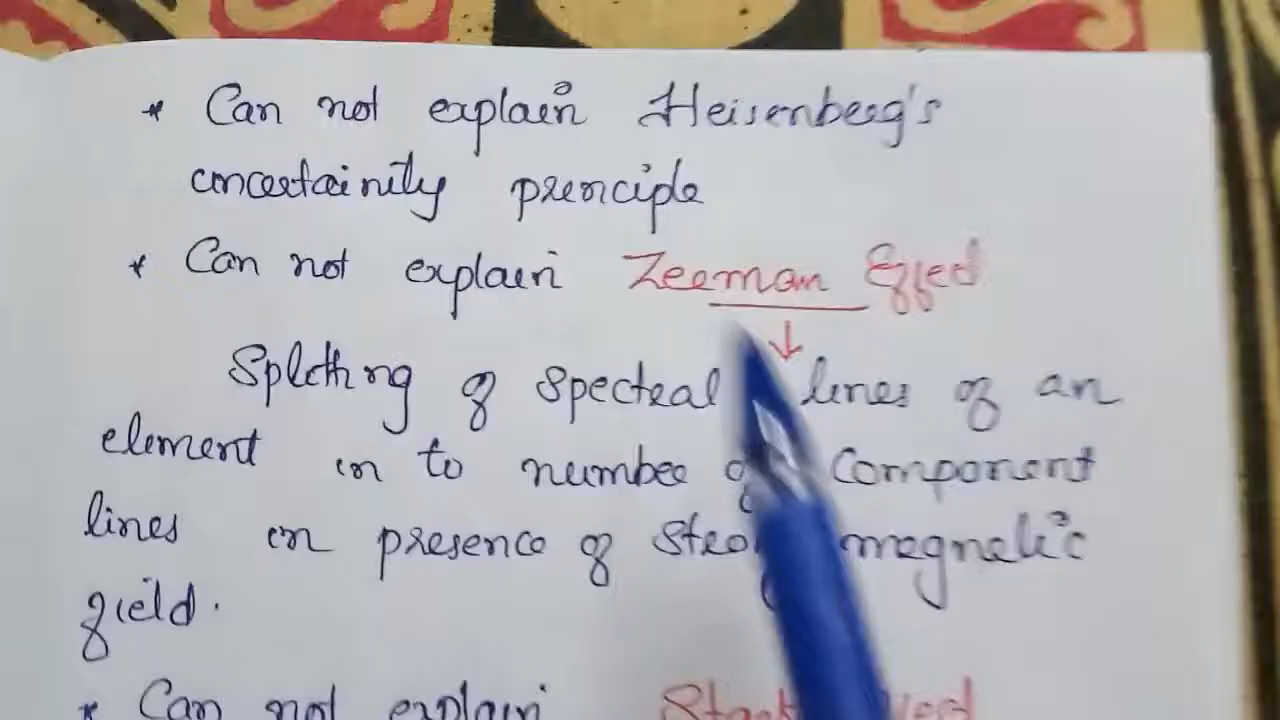 * Can not explain Heisenberg's
uncertainity principle
* Can not explain Zeeman Effect
Splitting of spectral lines of an
element in to number of component
lines in presence of magnetic
field.
* Can not explain